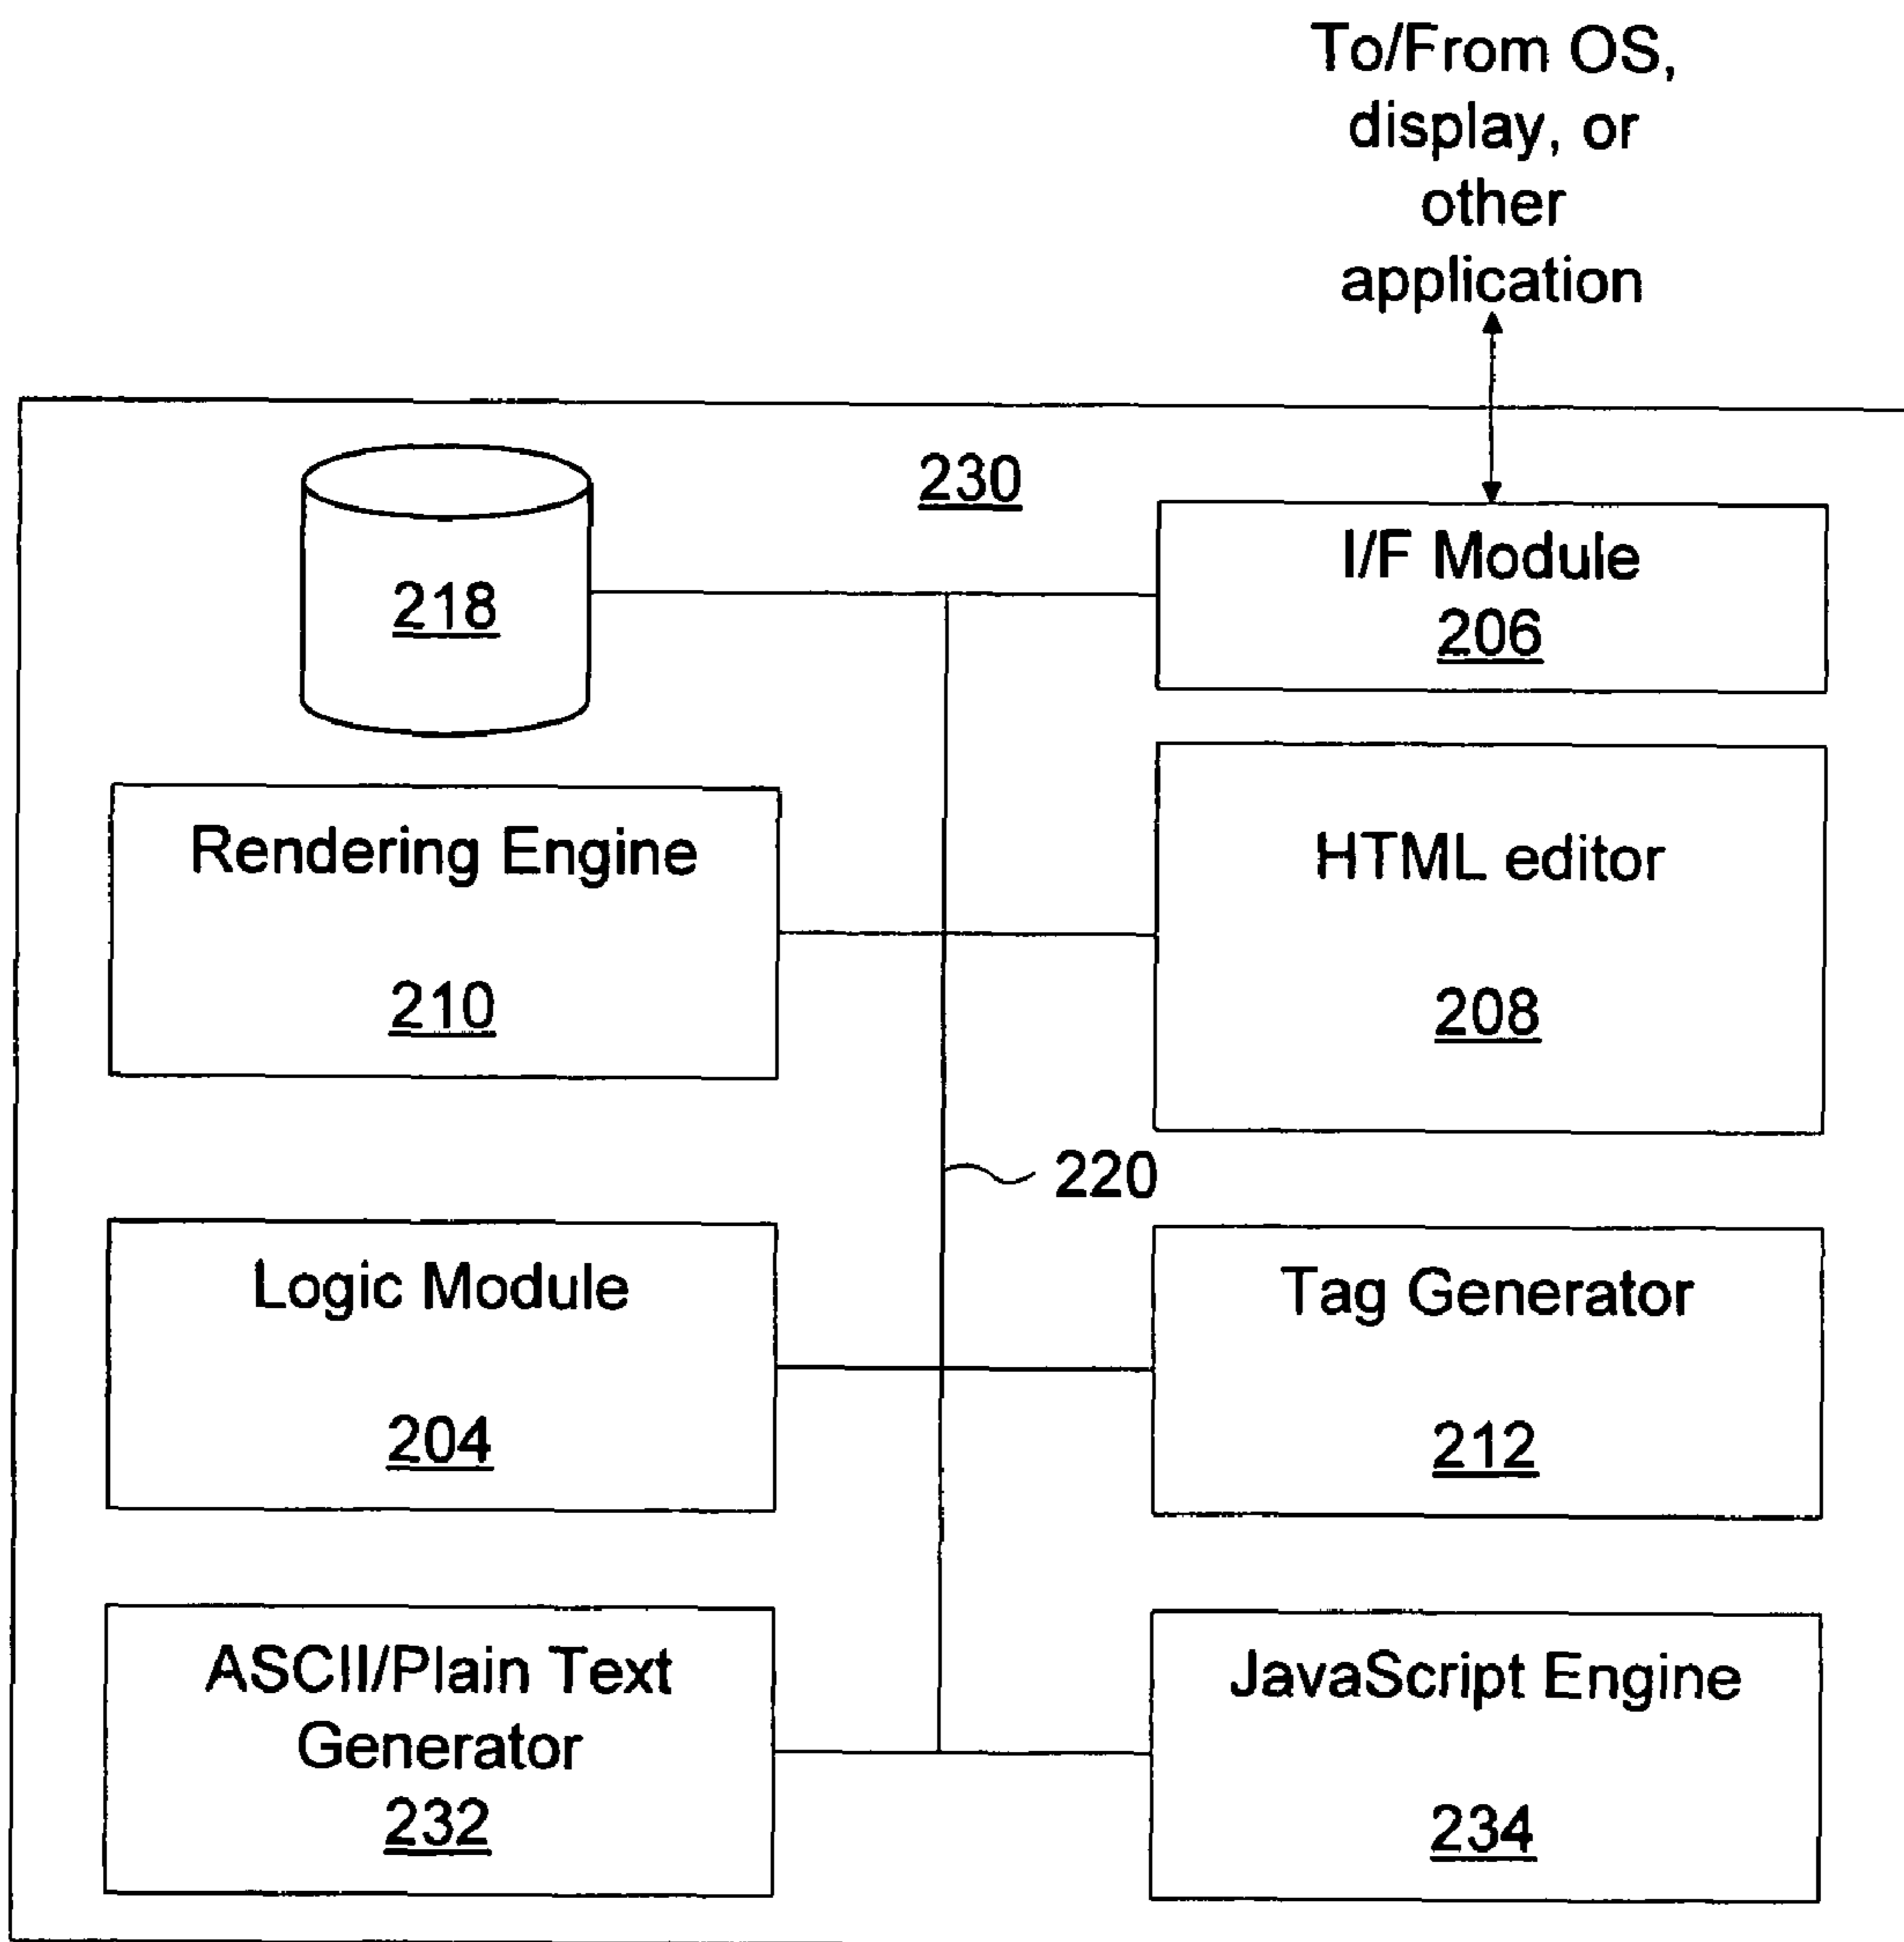 To/From OS,
display, or
other
application
230
218
I/F Module
206
Rendering Engine
210
HTML editor
208
220
Logic Module
204
Tag Generator
212
ASCII/Plain Text
Generator
232
JavaScript Engine
234